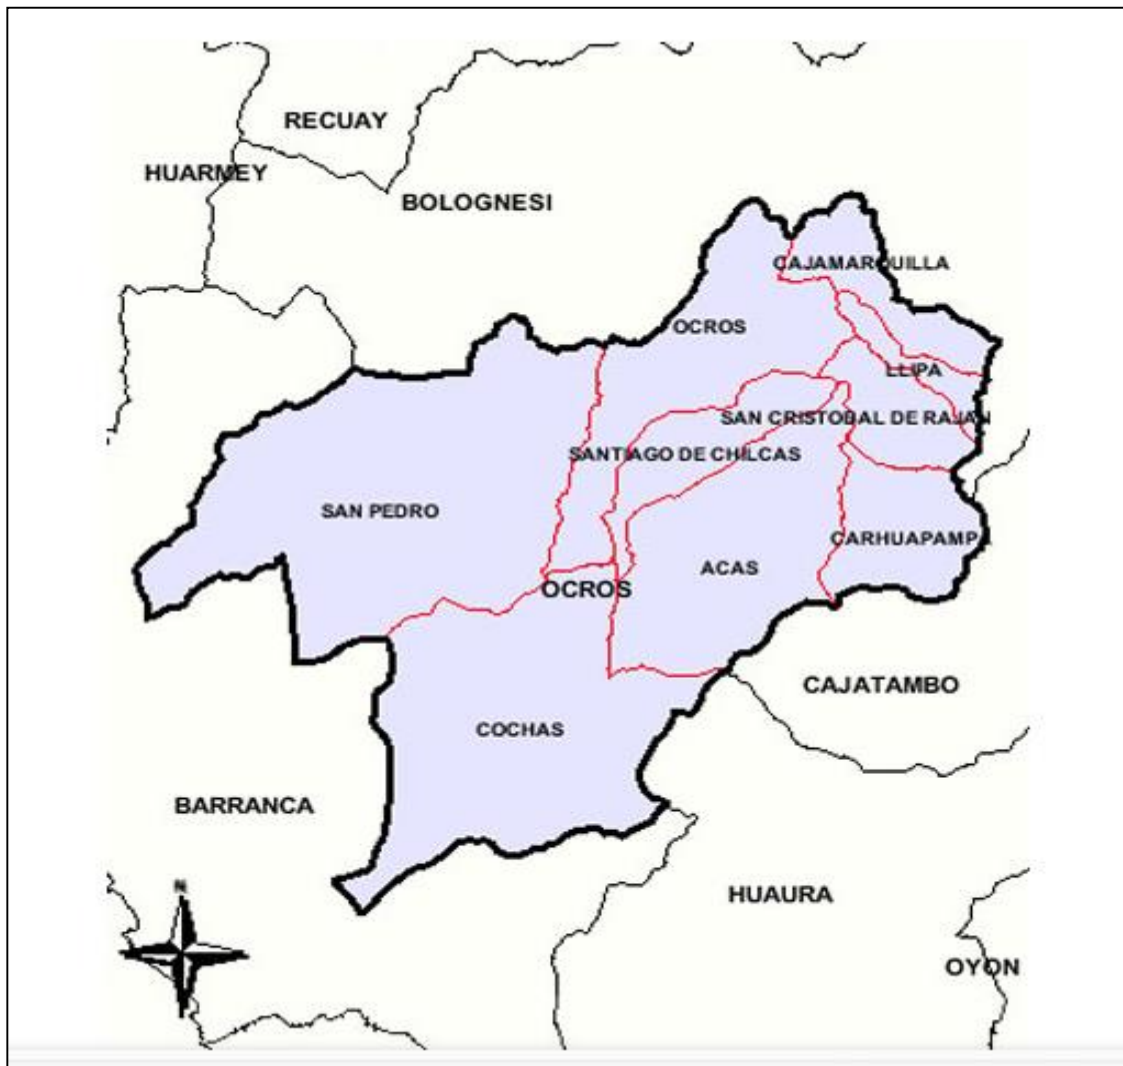 RECUAY
HUARMEY
BOLOGNESI
CAJAMARQUILLA
OCROS
LLIPA
SAN CRISTOBAL DE RAJAN
SANTIAGO DE CHILCAS
SAN PEDRO
CARHUAPAMPA
ACAS
OCROS
CAJATAMBO
COCHAS
BARRANCA
N
HUAURA
OYON